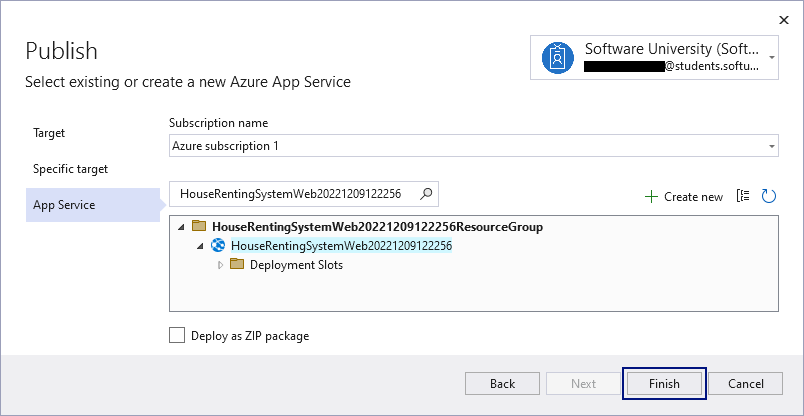 Publish
Select existing or create a new Azure App Service
Software University (Soft...
@students.softu...
Target
Specific target
App Service
Subscription name
Azure subscription 1
HouseRentingSystemWeb20221209122256
Create new
HouseRentingSystemWeb20221209122256ResourceGroup
HouseRentingSystemWeb20221209122256
Deployment Slots
Deploy as ZIP package
Back
Next
Finish
Cancel